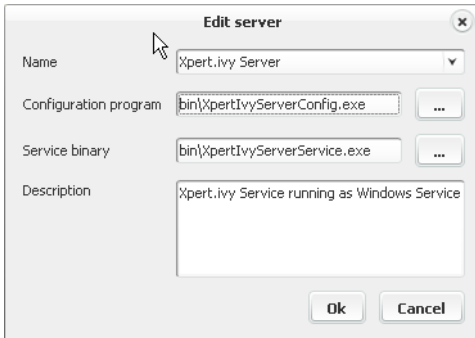 Edit server
Name
Xpert.ivy Server
Configuration program
bin\XpertIvyServerConfig.exe
...
Service binary
bin\XpertIvyServerService.exe
...
Description
Xpert.ivy Service running as Windows Service
Ok
Cancel